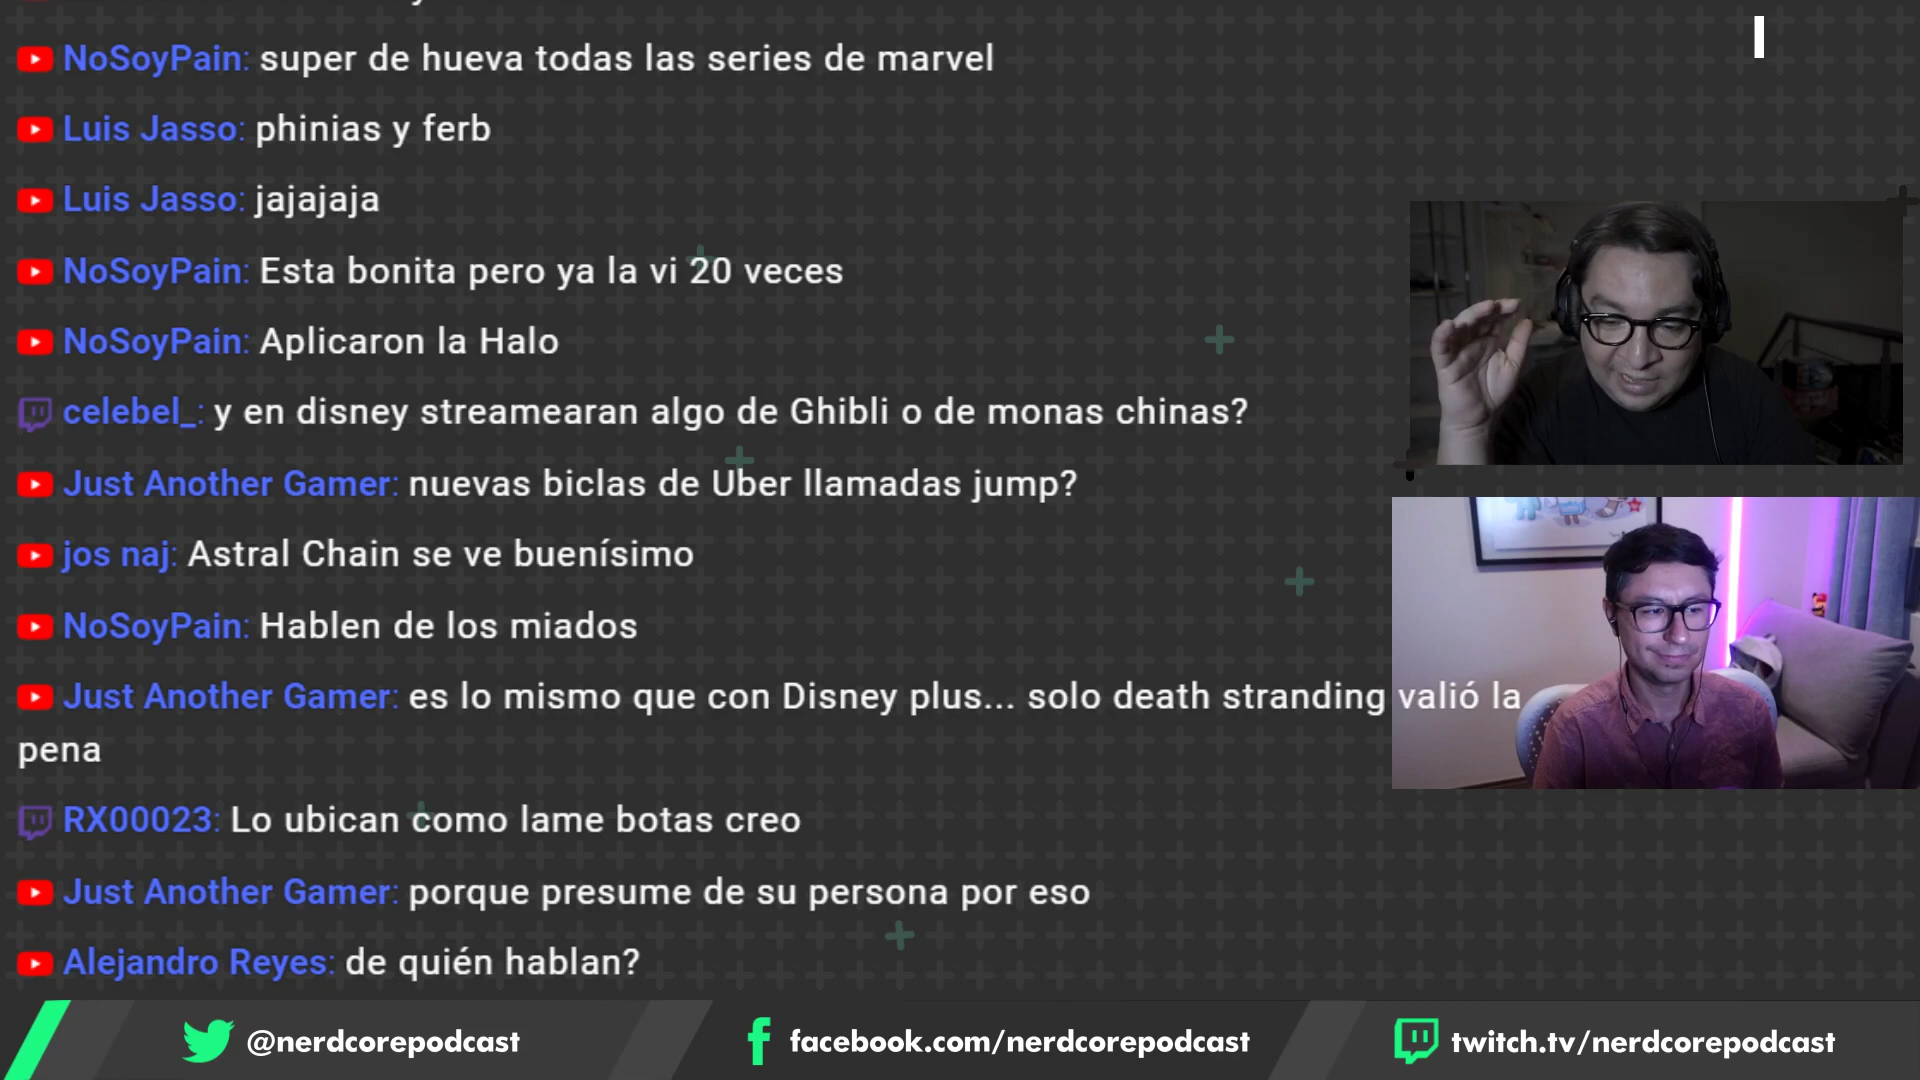 NoSoyPain: super de hueva todas las series de marvel
Luis Jasso: phinias y ferb
Luis Jasso: jajajaja
NoSoyPain: Esta bonita pero ya la vi 20 veces
NoSoyPain: Aplicaron la Halo
celebel_: y en disney streamearan algo de Ghibli o de monas chinas?
Just Another Gamer: nuevas biclas de Uber llamadas jump?
jos naj: Astral Chain se ve buenísimo
NoSoyPain: Hablen de los miados
Just Another Gamer: es lo mismo que con Disney plus... solo death stranding valió la
pena
RX00023: Lo ubican como lame botas creo
Just Another Gamer: porque presume de su persona por eso
Alejandro Reyes: de quién hablan?
@nerdcorepodcast
facebook.com/nerdcorepodcast
twitch.tv/nerdcorepodcast